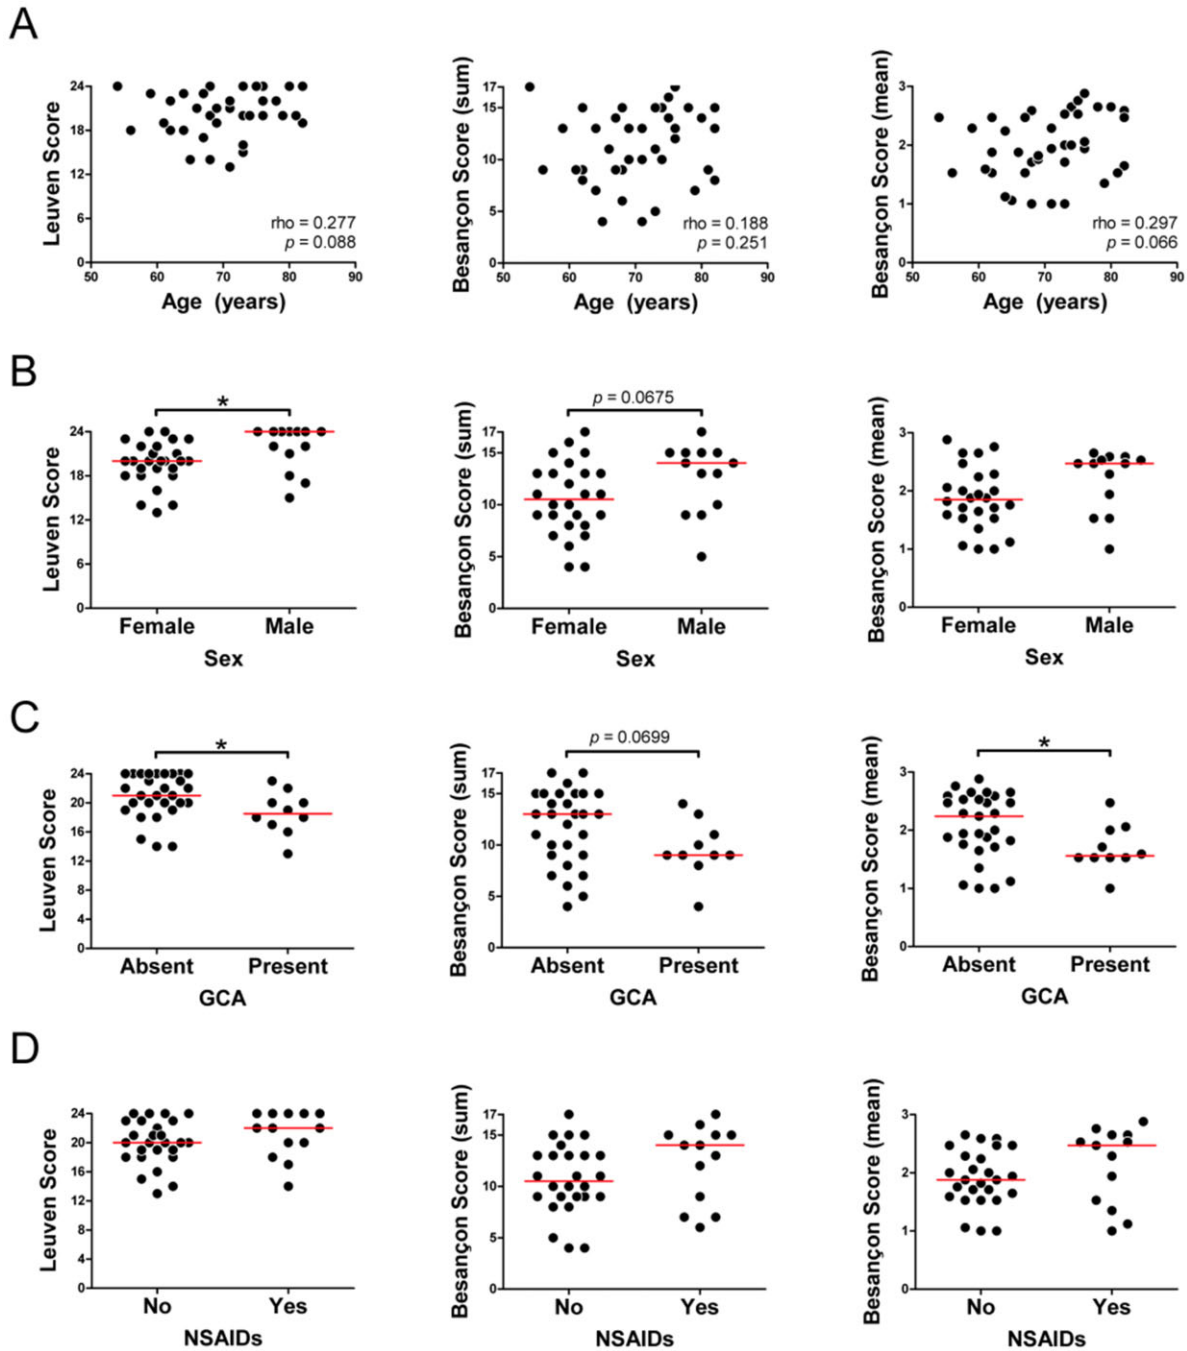 A
Leuven Score
24
18
12
6
0
rho = 0.277
p = 0.088
50 60 70 80 90
Age (years)
Besançon Score (sum)
17
15
10
5
0
rho = 0.188
p = 0.251
50 60 70 80 90
Age (years)
Besançon Score (mean)
3
2
1
0
rho = 0.297
p = 0.066
50 60 70 80 90
Age (years)
B
Leuven Score
*
24
18
12
6
0
Female Male
Sex
Besançon Score (sum)
p = 0.0675
17
15
10
5
0
Female Male
Sex
Besançon Score (mean)
3
2
1
0
Female Male
Sex
C
Leuven Score
*
24
20
16
12
8
4
0
Absent Present
GCA
Besançon Score (sum)
p = 0.0699
17
15
10
5
0
Absent Present
GCA
Besançon Score (mean)
*
3
2
1
0
Absent Present
GCA
D
Leuven Score
24
20
16
12
8
4
0
No Yes
NSAIDs
Besançon Score (sum)
17
15
10
5
0
No Yes
NSAIDs
Besançon Score (mean)
3
2
1
0
No Yes
NSAIDs